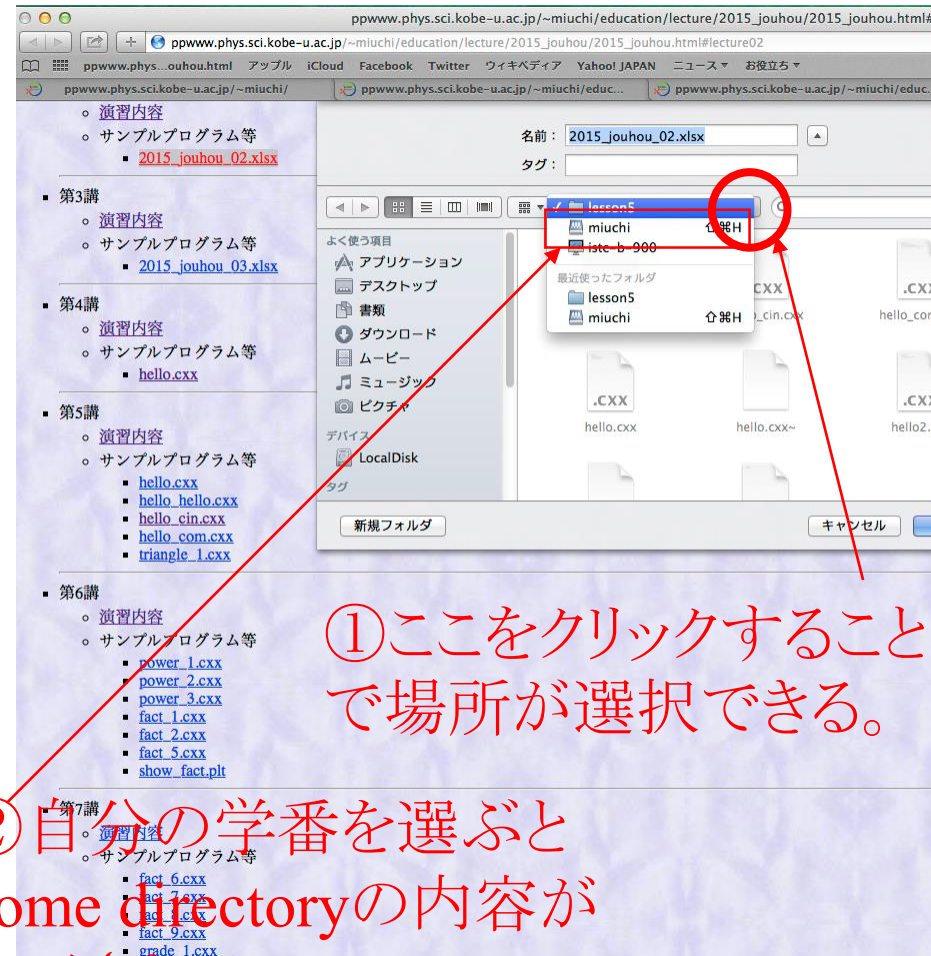 ppwww.phys.sci.kobe-u.ac.jp/~miuchi/education/lecture/2015_jouhou/2015_jouhou.html#
ppwww.phys.sci.kobe-u.ac.jp/~miuchi/education/lecture/2015_jouhou/2015_jouhou.html#lecture02
ppwww.phys...ouhou.html アップル iCloud Facebook Twitter ウィキペディア Yahoo! JAPAN ニュース▼ お役立ち▼
ppwww.phys.sci.kobe-u.ac.jp/~miuchi/ ppwww.phys.sci.kobe-u.ac.jp/~miuchi/educ... ppwww.phys.sci.kobe-u.ac.jp/~miuchi/educ.
演習内容
サンプルプログラム等
2015_jouhou_02.xlsx
第3講
演習内容
サンプルプログラム等
2015_jouhou_03.xlsx
第4講
演習内容
サンプルプログラム等
hello.cxx
第5講
演習内容
サンプルプログラム等
hello.cxx
hello_hello.cxx
hello_cin.cxx
hello_com.cxx
triangle_1.cxx
第6講
演習内容
サンプルプログラム等
power_1.cxx
power_2.cxx
power_3.cxx
fact_1.cxx
fact_2.cxx
fact_5.cxx
show_fact.plt
第7講
演習内容
サンプルプログラム等
fact_6.cxx
fact_7.cxx
fact_8.cxx
fact_9.cxx
grade_1.cxx
名前： 2015_jouhou_02.xlsx
タグ：
✓ lesson5
miuchi ⇧⌘H
istc-b-900
最近使ったフォルダ
lesson5
miuchi ⇧⌘H
よく使う項目
アプリケーション
デスクトップ
書類
ダウンロード
ムービー
ミュージック
ピクチャ
デバイス
LocalDisk
タグ
CXX
.CX
_cin.cxx
hello_cor
.CXX
.CX
hello.cxx
hello.cxx~
hello2.
新規フォルダ
キャンセル
①ここをクリックすること
で場所が選択できる。
②自分の学番を選ぶと
ome directoryの内容が